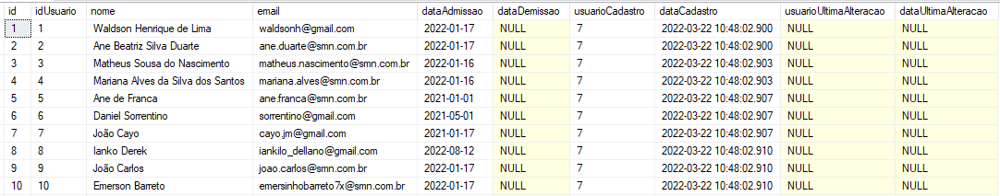 id idUsuario nome email dataAdmissao dataDemissao usuarioCadastro dataCadastro usuarioUltimaAlteracao dataUltimaAlteracao
1 1 Waldson Henrique de Lima waldsonh@gmail.com 2022-01-17 NULL 7 2022-03-22 10:48:02.900 NULL NULL
2 2 Ane Beatriz Silva Duarte ane.duarte@smn.com.br 2022-01-17 NULL 7 2022-03-22 10:48:02.900 NULL NULL
3 3 Matheus Sousa do Nascimento matheus.nascimento@smn.com.br 2022-01-16 NULL 7 2022-03-22 10:48:02.903 NULL NULL
4 4 Mariana Alves da Silva dos Santos mariana.alves@smn.com.br 2022-01-16 NULL 7 2022-03-22 10:48:02.903 NULL NULL
5 5 Ane de Franca ane.franca@smn.com.br 2021-01-01 NULL 7 2022-03-22 10:48:02.907 NULL NULL
6 6 Daniel Sorrentino sorrentino@gmail.com 2021-05-01 NULL 7 2022-03-22 10:48:02.907 NULL NULL
7 7 João Cayo cayo.jm@gmail.com 2021-01-17 NULL 7 2022-03-22 10:48:02.907 NULL NULL
8 8 Ianko Derek iankilo_dellano@gmail.com 2022-08-12 NULL 7 2022-03-22 10:48:02.910 NULL NULL
9 9 João Carlos joao.carlos@smn.com.br 2022-01-17 NULL 7 2022-03-22 10:48:02.910 NULL NULL
10 10 Emerson Barreto emersinhobarreto7x@smn.com.br 2022-01-17 NULL 7 2022-03-22 10:48:02.910 NULL NULL